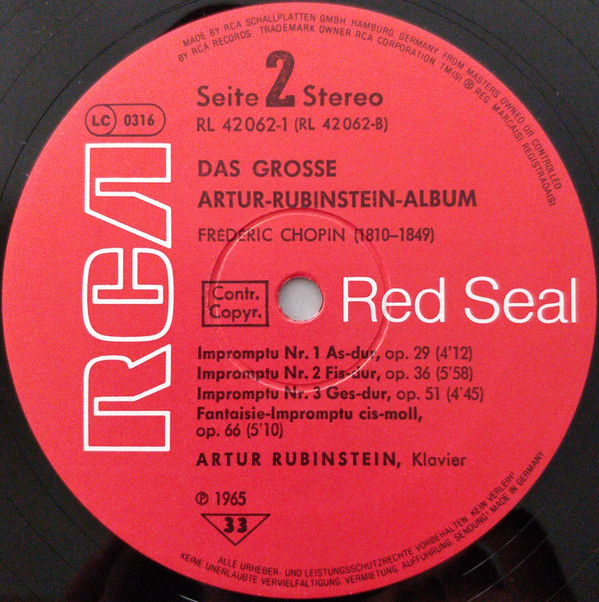 MADE BY RCA SCHALLPLATTEN GMBH, HAMBURG, GERMANY, FROM MASTERS OWNED OR CONTROLLED
BY RCA RECORDS TRADEMARK OWNER RCA CORPORATION. TM(S) ® REG. MARCA(S) REGISTRADA(S)
Seite 2 Stereo
LC 0316
RL 42062-1 (RL 42062-B)
DAS GROSSE
ARTUR-RUBINSTEIN-ALBUM
FRÉDÉRIC CHOPIN (1810–1849)
Contr.
Copyr.
RCA
Red Seal
Impromptu Nr. 1 As-dur, op. 29 (4'12)
Impromptu Nr. 2 Fis-dur, op. 36 (5'58)
Impromptu Nr. 3 Ges-dur, op. 51 (4'45)
Fantaisie-Impromptu cis-moll,
op. 66 (5'10)
ARTUR RUBINSTEIN, Klavier
℗ 1965
33
ALLE URHEBER- UND LEISTUNGSSCHUTZRECHTE VORBEHALTEN. KEIN VERLEIH!
KEINE UNERLAUBTE VERVIELFÄLTIGUNG, VERMIETUNG, AUFFÜHRUNG, SENDUNG! MADE IN GERMANY